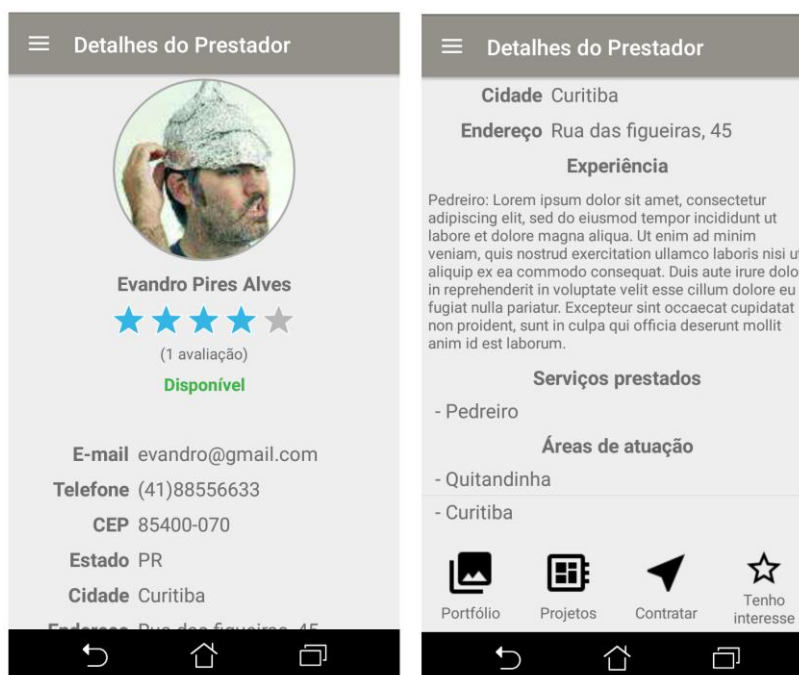 Detalhes do Prestador
Evandro Pires Alves
(1 avaliação)
Disponível
E-mail evandro@gmail.com
Telefone (41)88556633
CEP 85400-070
Estado PR
Cidade Curitiba
Endereço Rua das figueiras, 45
Detalhes do Prestador
Cidade Curitiba
Endereço Rua das figueiras, 45
Experiência
Pedreiro: Lorem ipsum dolor sit amet, consectetur
adipiscing elit, sed do eiusmod tempor incididunt ut
labore et dolore magna aliqua. Ut enim ad minim
veniam, quis nostrud exercitation ullamco laboris nisi ut
aliquip ex ea commodo consequat. Duis aute irure dolo
in reprehenderit in voluptate velit esse cillum dolore eu
fugiat nulla pariatur. Excepteur sint occaecat cupidatat
non proident, sunt in culpa qui officia deserunt mollit
anim id est laborum.
Serviços prestados
- Pedreiro
Áreas de atuação
- Quitandinha
- Curitiba
Portfólio
Projetos
Contratar
Tenho
interesse